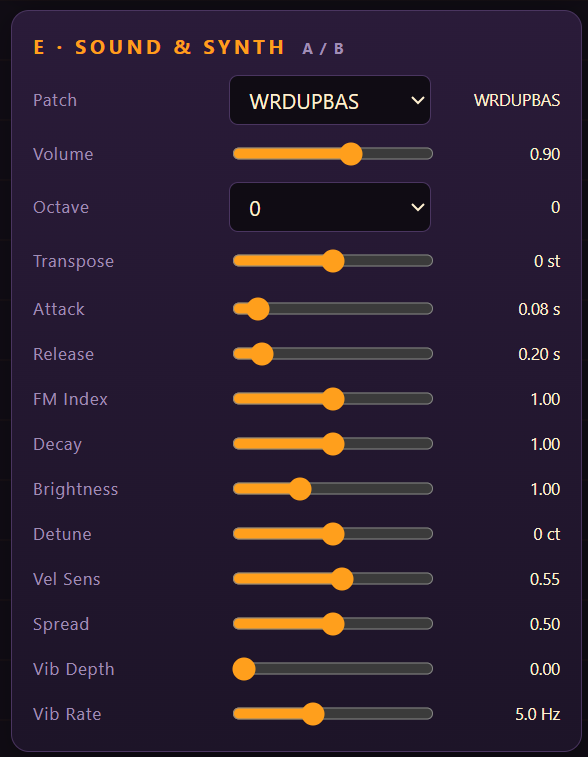 E · SOUND & SYNTH A / B
Patch WRDUPBAS WRDUPBAS
Volume 0.90
Octave 0 0
Transpose 0 st
Attack 0.08 s
Release 0.20 s
FM Index 1.00
Decay 1.00
Brightness 1.00
Detune 0 ct
Vel Sens 0.55
Spread 0.50
Vib Depth 0.00
Vib Rate 5.0 Hz